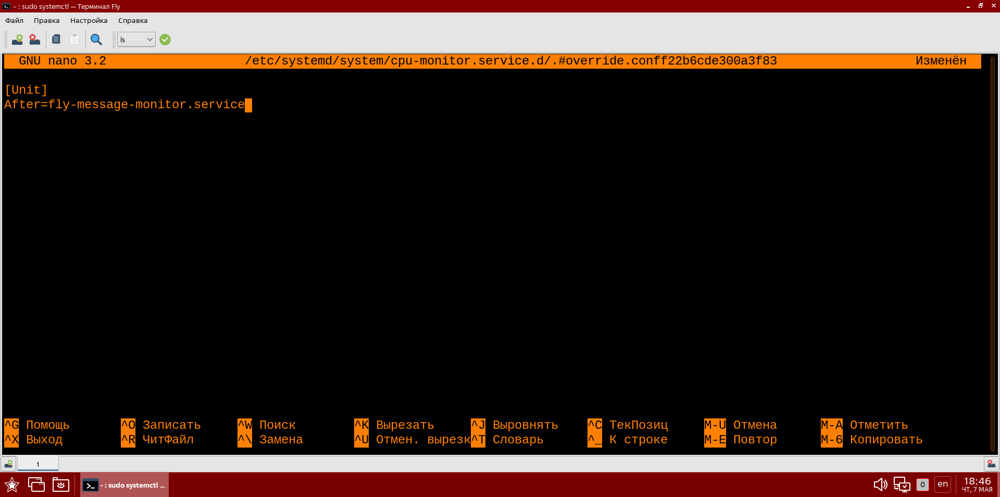 - : sudo systemctl — Терминал Fly
Файл Правка Настройка Справка
ls
GNU nano 3.2 /etc/systemd/system/cpu-monitor.service.d/.#override.conff22b6cde300a3f83 Изменён
[Unit]
After=fly-message-monitor.service
^G Помощь ^O Записать ^W Поиск ^K Вырезать ^J Выровнять ^C ТекПозиц M-U Отмена M-A Отметить
^X Выход ^R ЧитФайл ^\ Замена ^U Отмен. вырезк ^T Словарь ^_ К строке M-E Повтор M-6 Копировать
1
- : sudo systemctl ...
0
en
18:46
ЧТ, 7 МАЯ